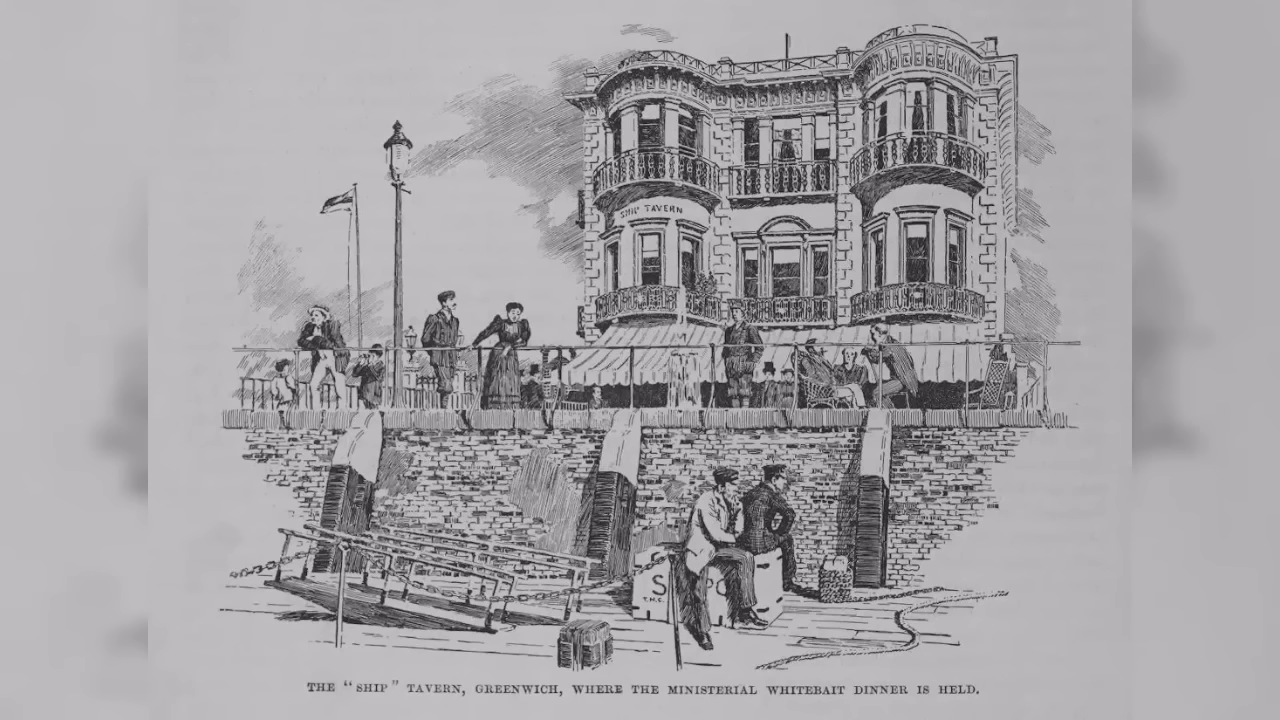 SHIP TAVERN
S
T.M.C.
THE "SHIP" TAVERN, GREENWICH, WHERE THE MINISTERIAL WHITEBAIT DINNER IS HELD.